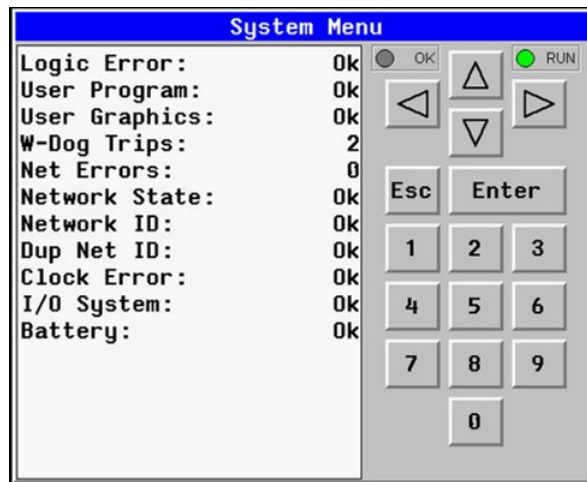 System Menu
Logic Error: Ok
User Program: Ok
User Graphics: Ok
W-Dog Trips: 2
Net Errors: 0
Network State: Ok
Network ID: Ok
Dup Net ID: Ok
Clock Error: Ok
I/O System: Ok
Battery: Ok
OK RUN
Esc Enter
1 2 3
4 5 6
7 8 9
0